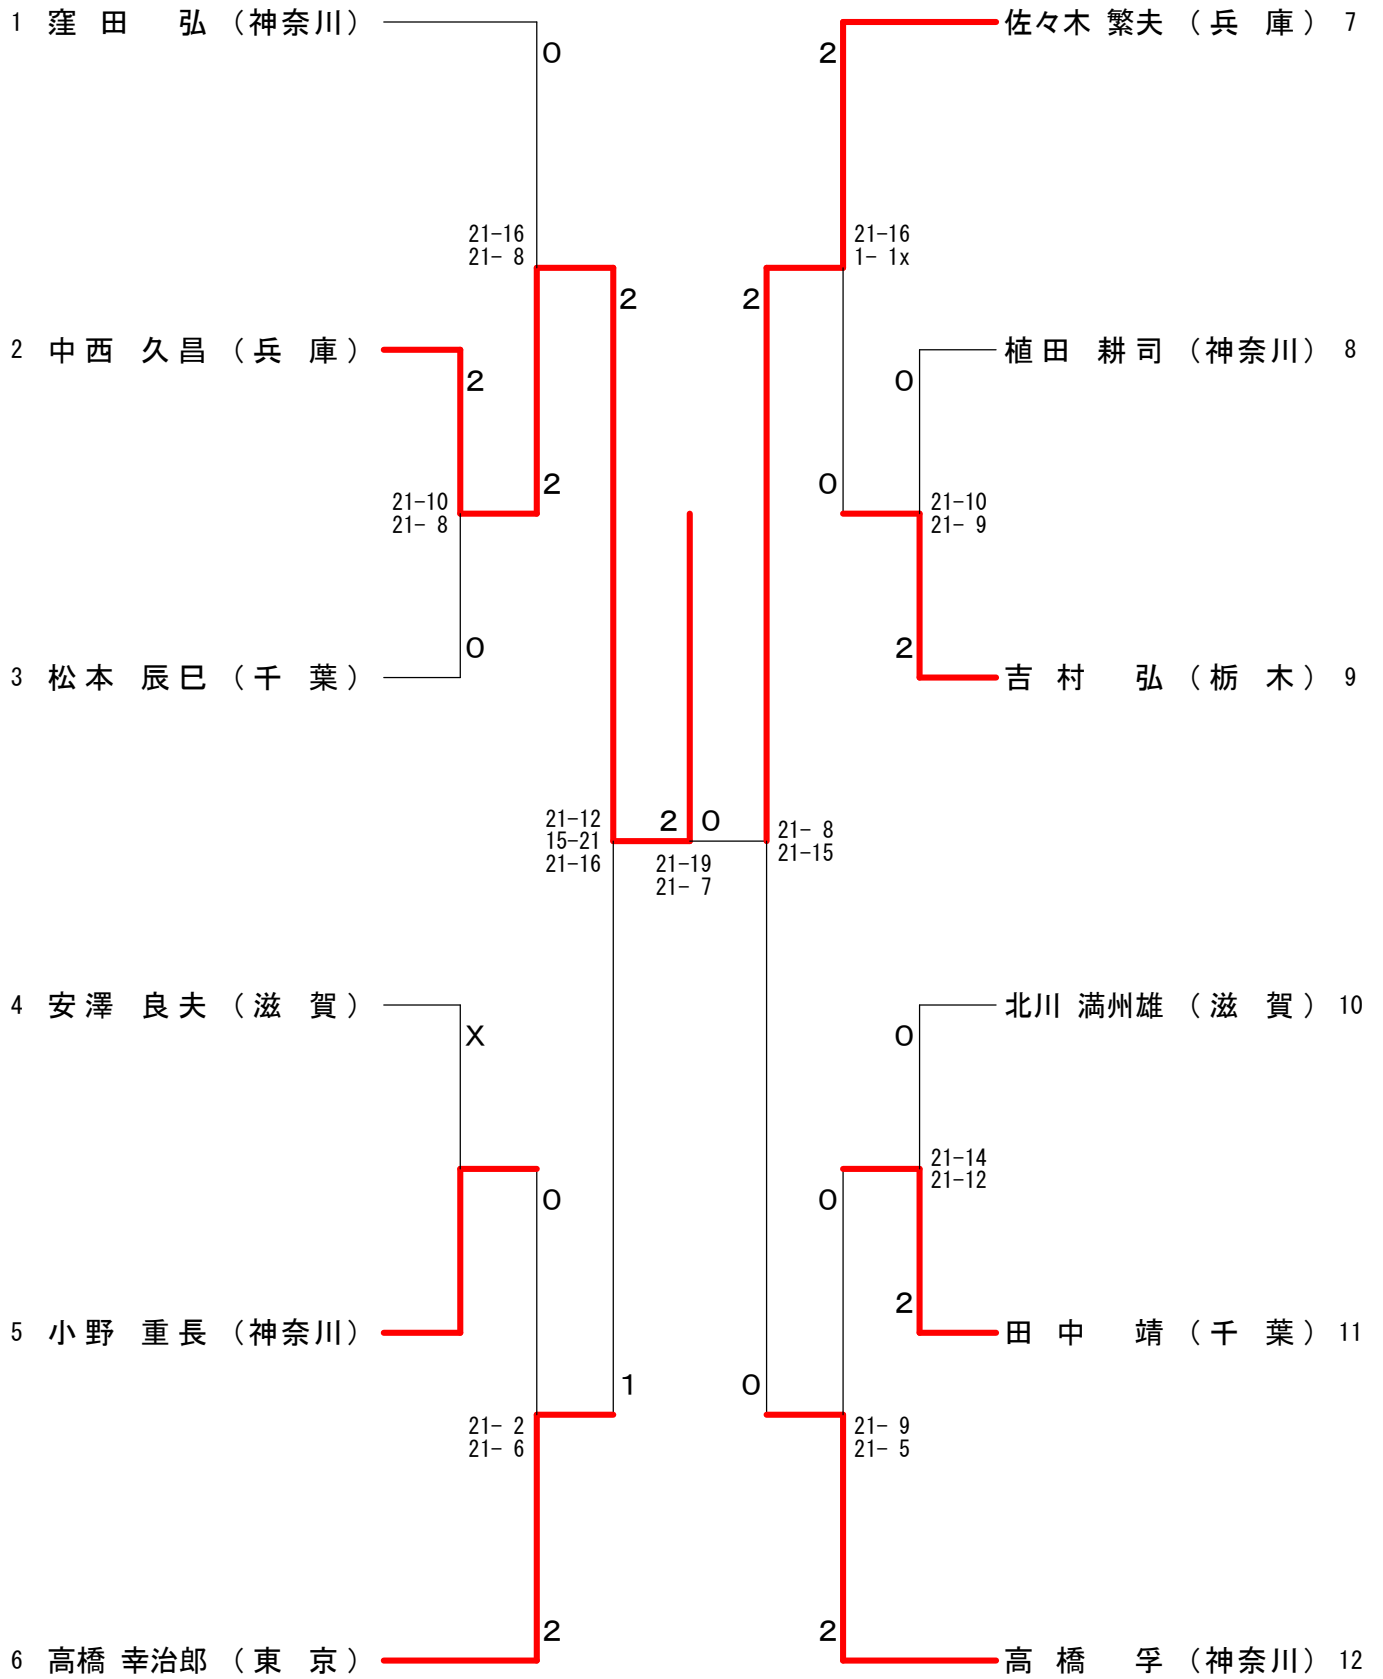 1 窪田 弘 (神奈川)
佐々木 繁夫 (兵 庫) 7
0
2
21-16
21- 8
21-16
1- 1x
2
2
2 中西 久昌 (兵 庫)
植田 耕司 (神奈川) 8
2
0
2
0
21-10
21- 8
21-10
21- 9
0
2
3 松本 辰巳 (千 葉)
吉村 弘 (栃 木) 9
21-12
15-21
21-16
2 0
21-19
21- 7
21- 8
21-15
4 安澤 良夫 (滋 賀)
北川 満州雄 (滋 賀) 10
X
0
21-14
21-12
0
0
2
5 小野 重長 (神奈川)
田中 靖 (千 葉) 11
1
0
21- 2
21- 6
21- 9
21- 5
2
2
6 高橋 幸治郎 (東 京)
高橋 孚 (神奈川) 12